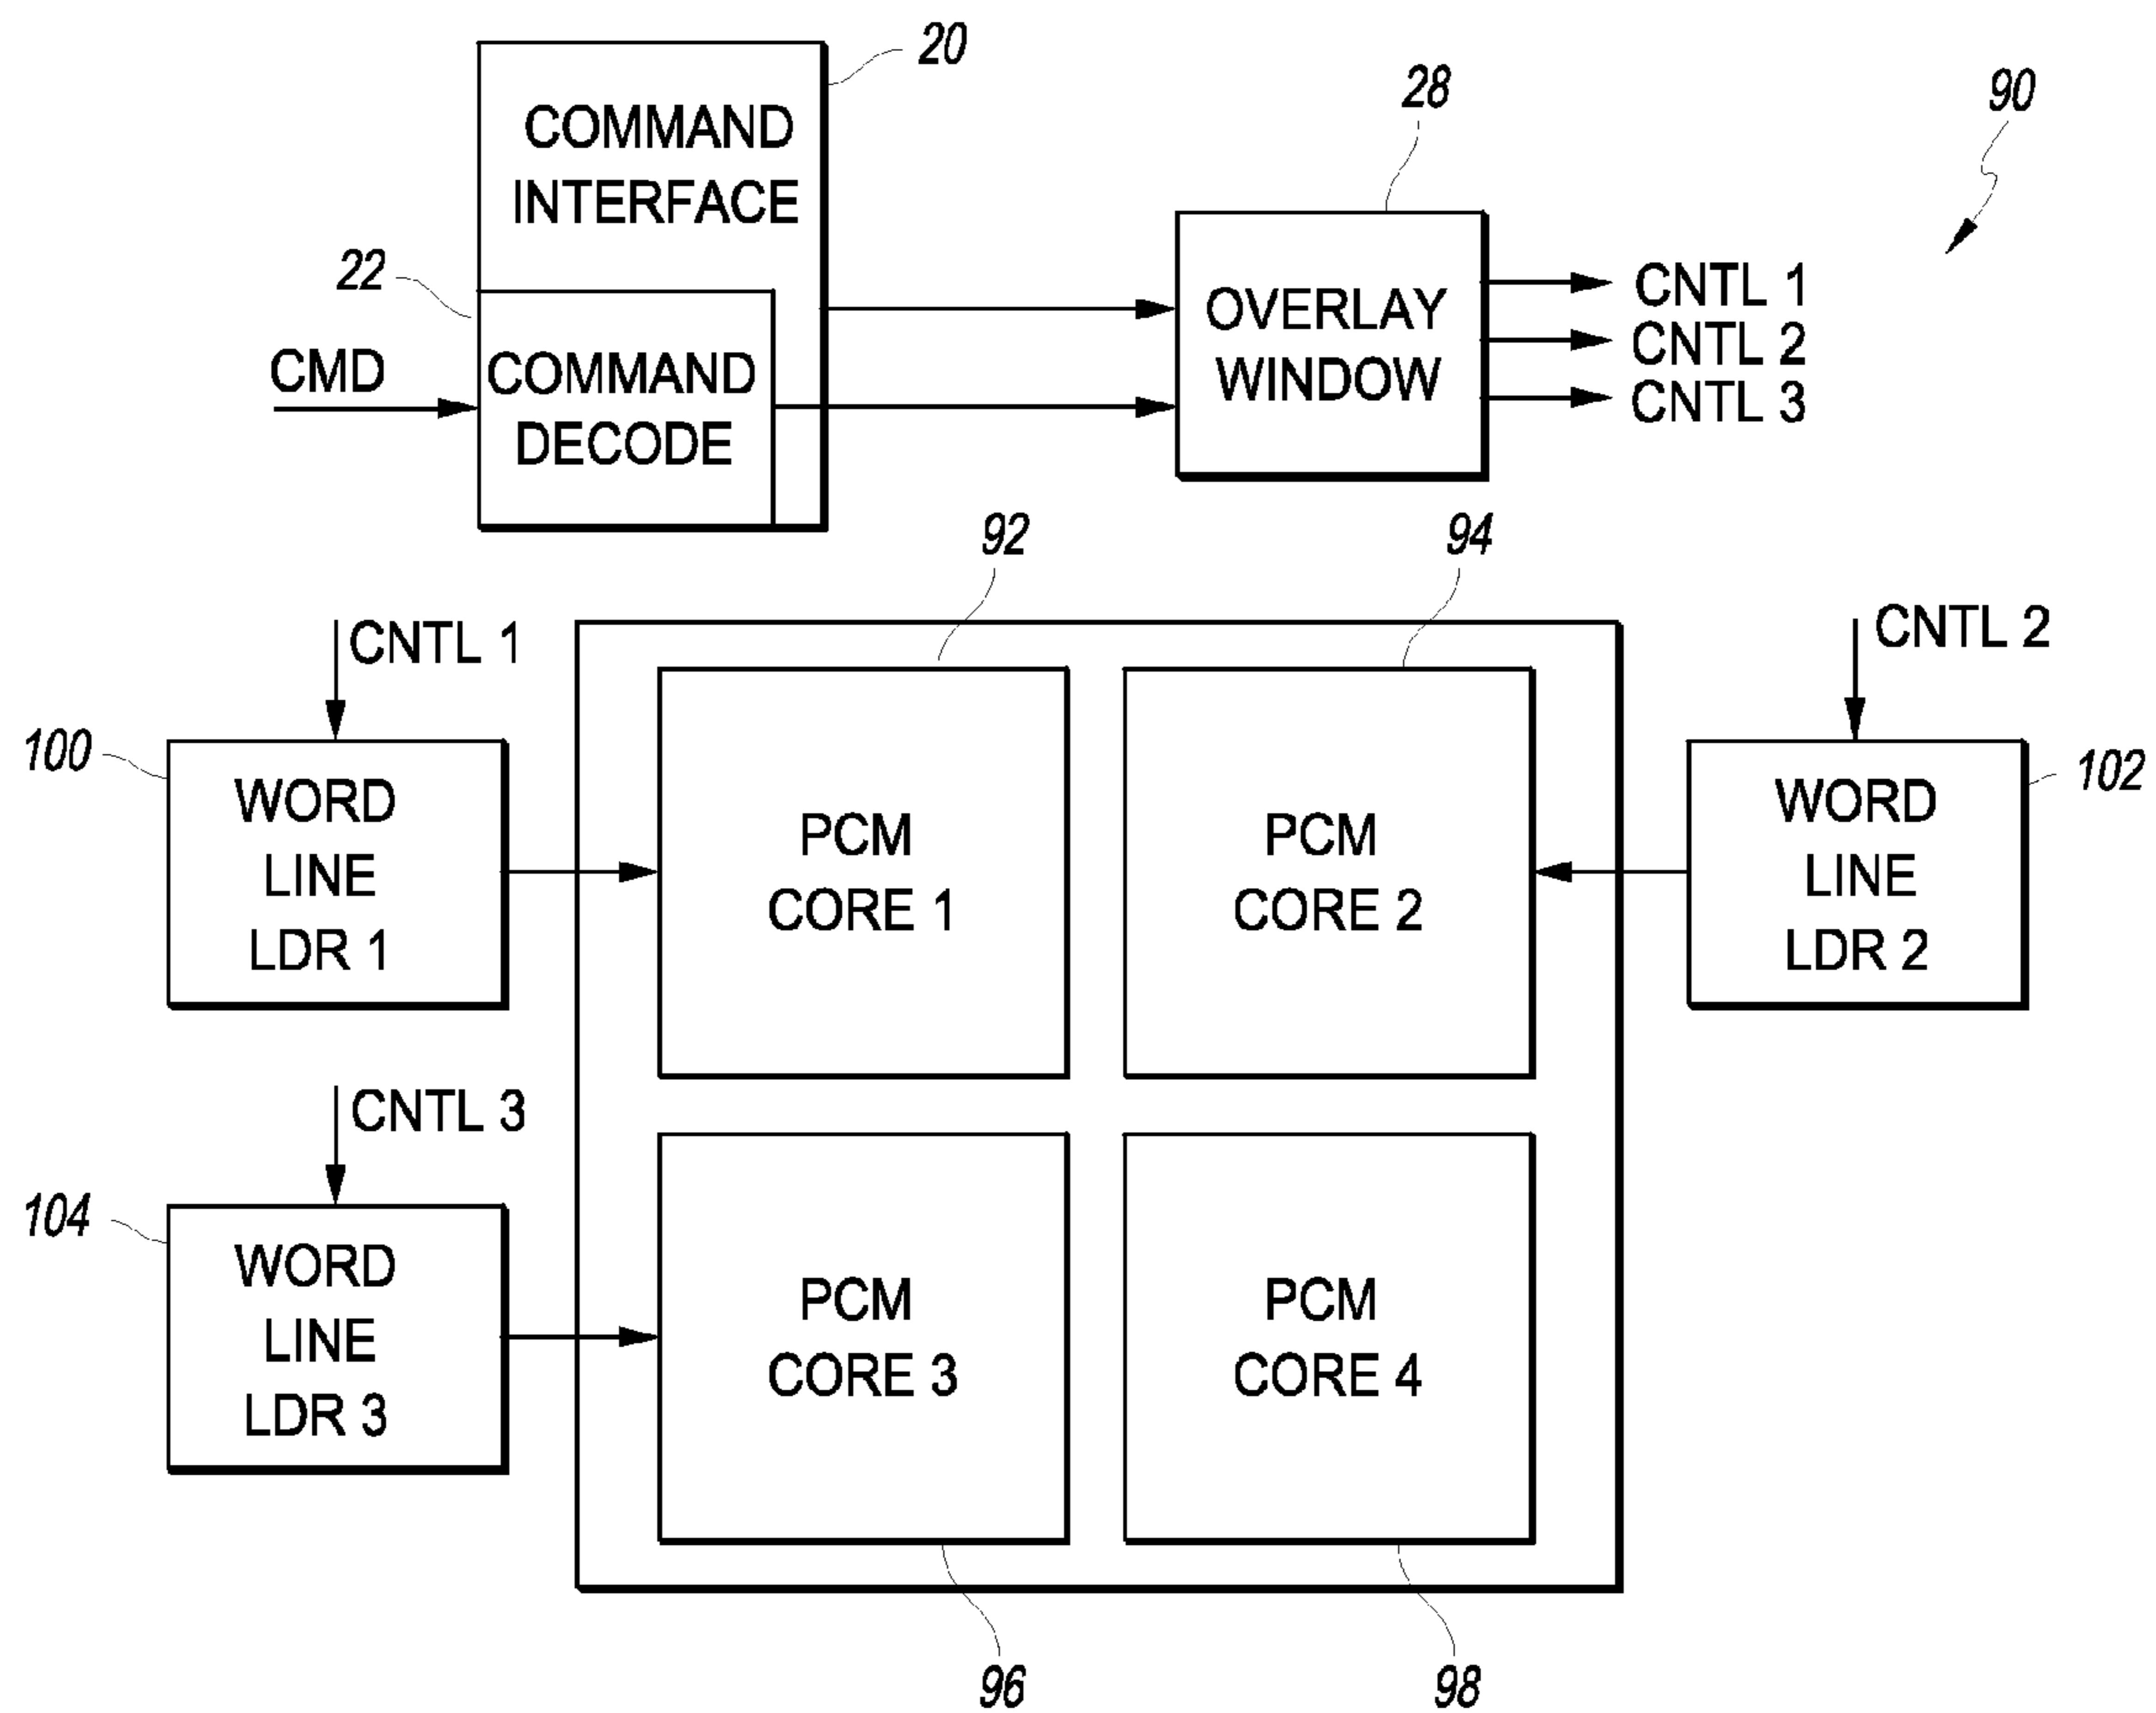 20
COMMAND
INTERFACE
28
90
22
CMD
COMMAND
DECODE
OVERLAY
WINDOW
CNTL 1
CNTL 2
CNTL 3
92
94
CNTL 1
CNTL 2
100
WORD
LINE
LDR 1
PCM
CORE 1
PCM
CORE 2
WORD
LINE
LDR 2
102
CNTL 3
104
WORD
LINE
LDR 3
PCM
CORE 3
PCM
CORE 4
96
98